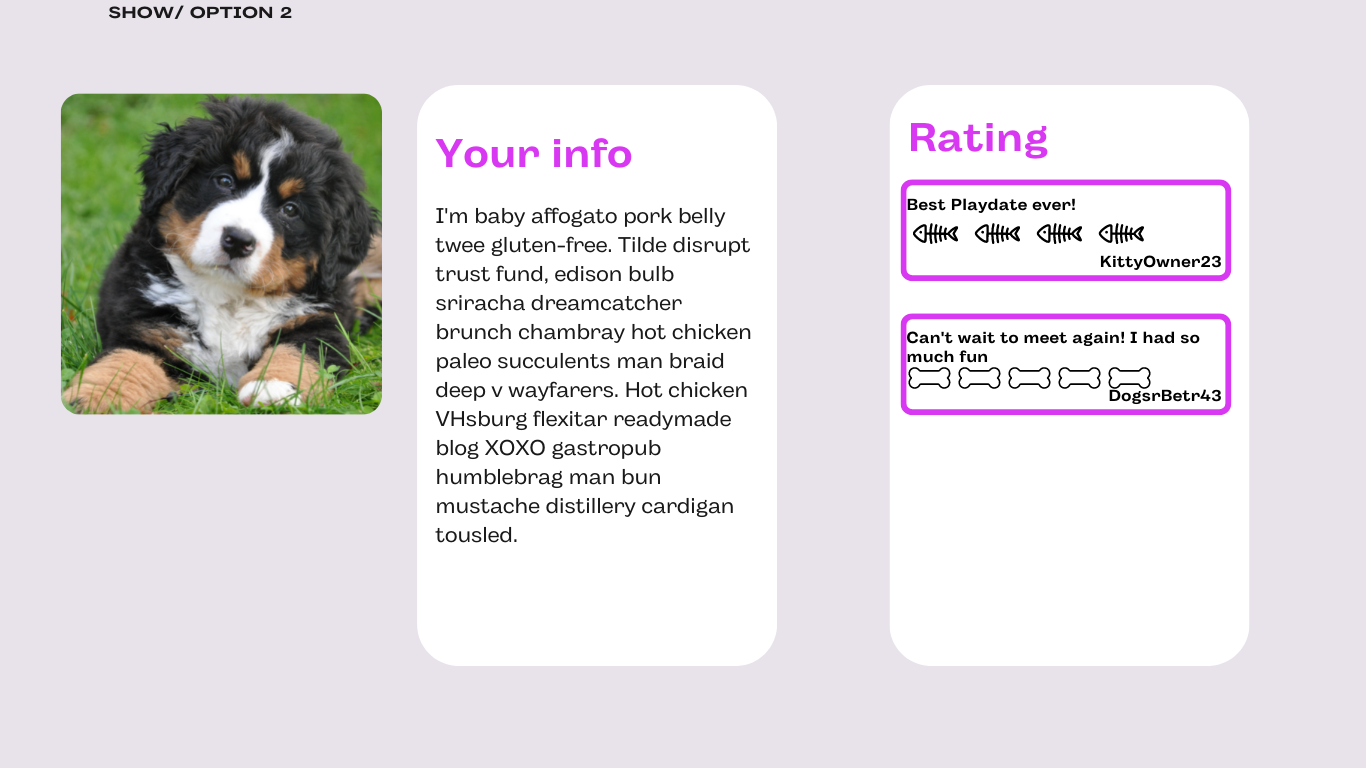 SHOW/ OPTION 2
Your info
I'm baby affogato pork belly
twee gluten-free. Tilde disrupt
trust fund, edison bulb
sriracha dreamcatcher
brunch chambray hot chicken
paleo succulents man braid
deep v wayfarers. Hot chicken
VHsburg flexitar readymade
blog XOXO gastropub
humblebrag man bun
mustache distillery cardigan
tousled.
Rating
Best Playdate ever!
KittyOwner23
Can't wait to meet again! I had so
much fun
DogsrBetr43